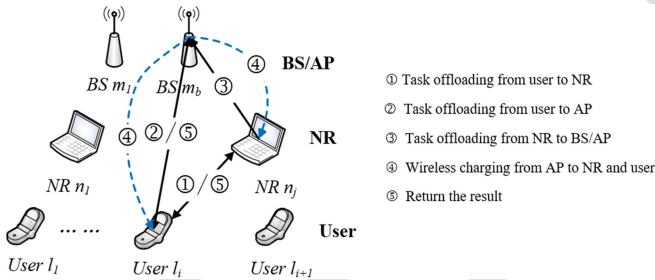 BS m1
BS mb
BS/AP
④
③
④
②/⑤
NR
NR n1
①/⑤
NR nj
... ...
User
User l1
User li
User li+1
① Task offloading from user to NR
② Task offloading from user to AP
③ Task offloading from NR to BS/AP
④ Wireless charging from AP to NR and user
⑤ Return the result